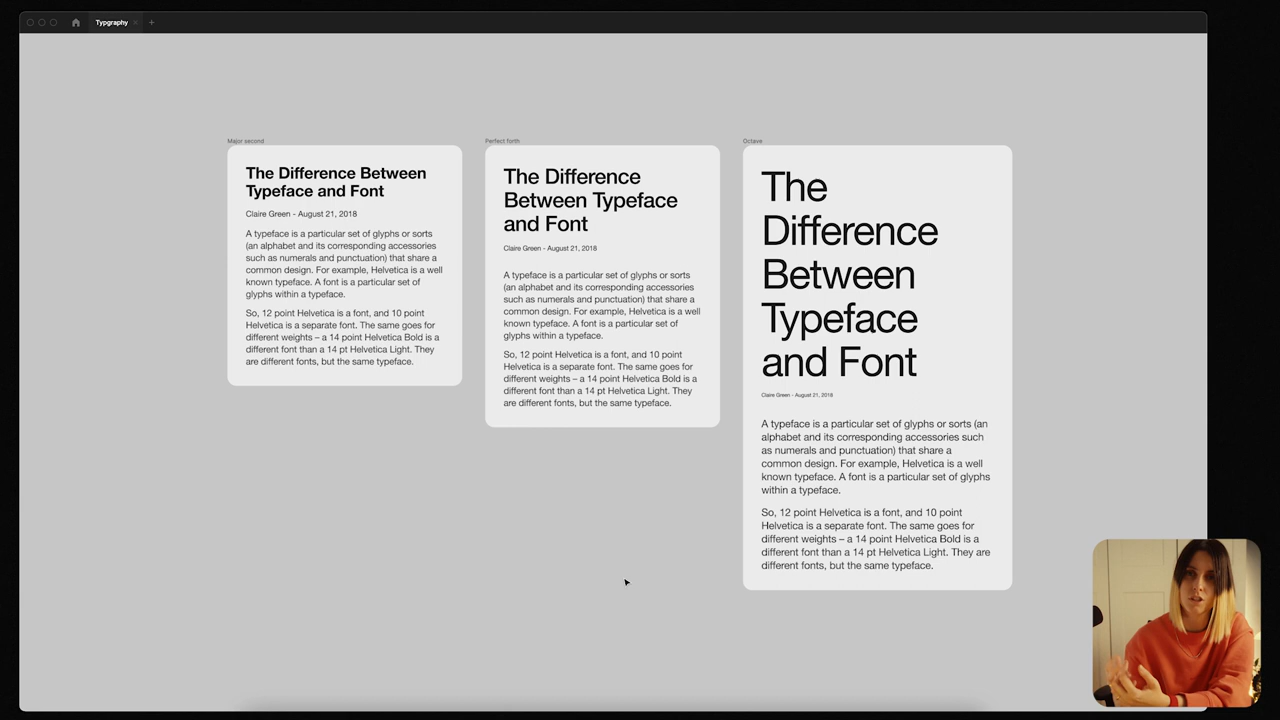 Typgraphy
Major second
The Difference Between
Typeface and Font
Claire Green - August 21, 2018
A typeface is a particular set of glyphs or sorts
(an alphabet and its corresponding accessories
such as numerals and punctuation) that share a
common design. For example, Helvetica is a well
known typeface. A font is a particular set of
glyphs within a typeface.
So, 12 point Helvetica is a font, and 10 point
Helvetica is a separate font. The same goes for
different weights – a 14 point Helvetica Bold is a
different font than a 14 pt Helvetica Light. They
are different fonts, but the same typeface.
Perfect forth
The Difference
Between Typeface
and Font
Claire Green - August 21, 2018
A typeface is a particular set of glyphs or sorts
(an alphabet and its corresponding accessories
such as numerals and punctuation) that share a
common design. For example, Helvetica is a well
known typeface. A font is a particular set of
glyphs within a typeface.
So, 12 point Helvetica is a font, and 10 point
Helvetica is a separate font. The same goes for
different weights – a 14 point Helvetica Bold is a
different font than a 14 pt Helvetica Light. They
are different fonts, but the same typeface.
Octave
The
Difference
Between
Typeface
and Font
Claire Green - August 21, 2018
A typeface is a particular set of glyphs or sorts (an
alphabet and its corresponding accessories such
as numerals and punctuation) that share a
common design. For example, Helvetica is a well
known typeface. A font is a particular set of glyphs
within a typeface.
So, 12 point Helvetica is a font, and 10 point
Helvetica is a separate font. The same goes for
different weights – a 14 point Helvetica Bold is a
different font than a 14 pt Helvetica Light. They are
different fonts, but the same typeface.